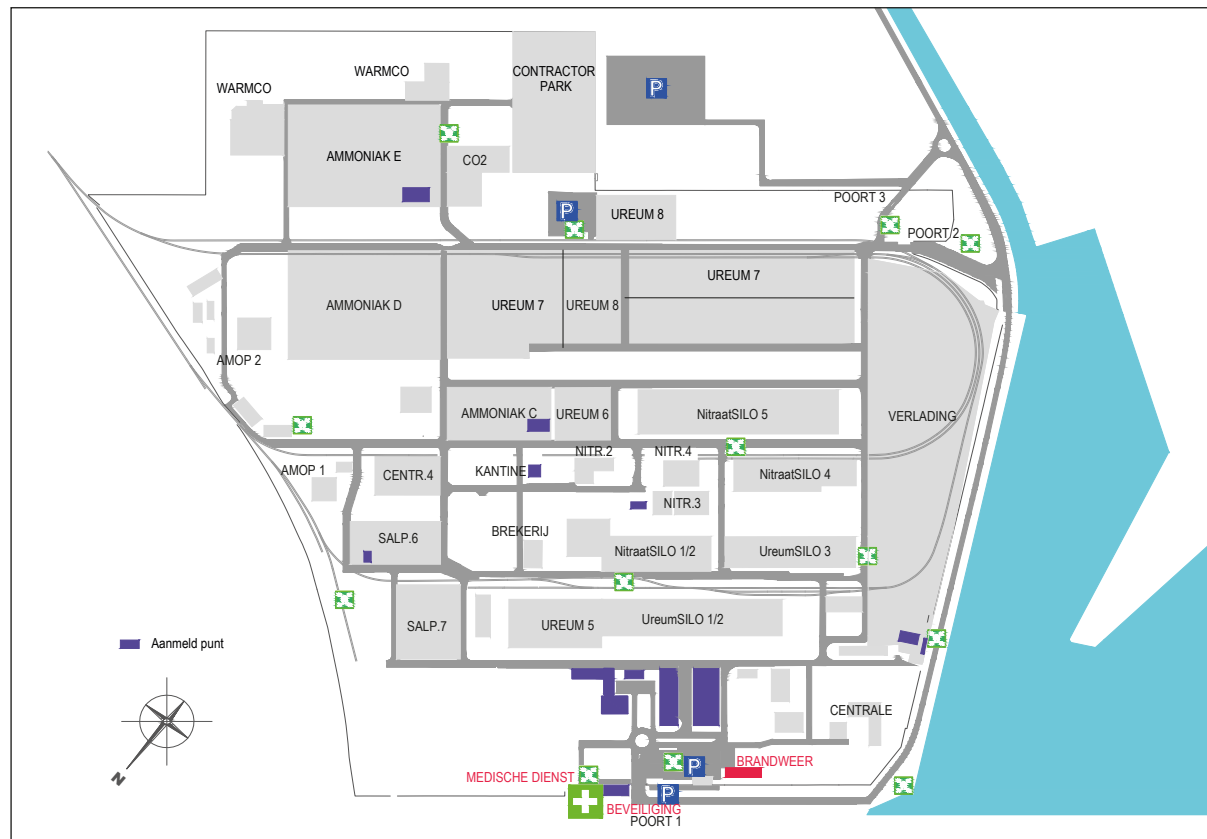 WARMCO
CONTRACTOR
PARK
P
WARMCO
AMMONIAK E
CO2
POORT 3
P
UREUM 8
POORT 2
UREUM 7
AMMONIAK D
UREUM 7
UREUM 8
AMOP 2
AMMONIAK C
UREUM 6
NitraatSILO 5
VERLADING
NITR.2
NITR.4
AMOP 1
CENTR.4
KANTINE
NitraatSILO 4
NITR.3
SALP.6
BREKERIJ
NitraatSILO 1/2
UreumSILO 3
SALP.7
UREUM 5
UreumSILO 1/2
Aanmeld punt
CENTRALE
N
MEDISCHE DIENST
P
BRANDWEER
P
BEVEILIGING
POORT 1